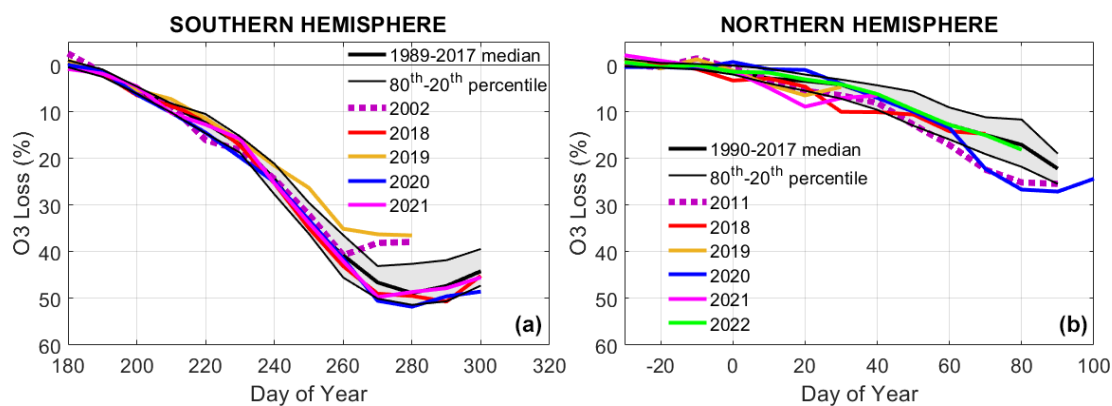 SOUTHERN HEMISPHERE
0
10
20
30
40
50
60
O3 Loss (%)
1989-2017 median
80th-20th percentile
2002
2018
2019
2020
2021
(a)
180 200 220 240 260 280 300 320
Day of Year
NORTHERN HEMISPHERE
0
10
20
30
40
50
60
O3 Loss (%)
1990-2017 median
80th-20th percentile
2011
2018
2019
2020
2021
2022
(b)
-20 0 20 40 60 80 100
Day of Year